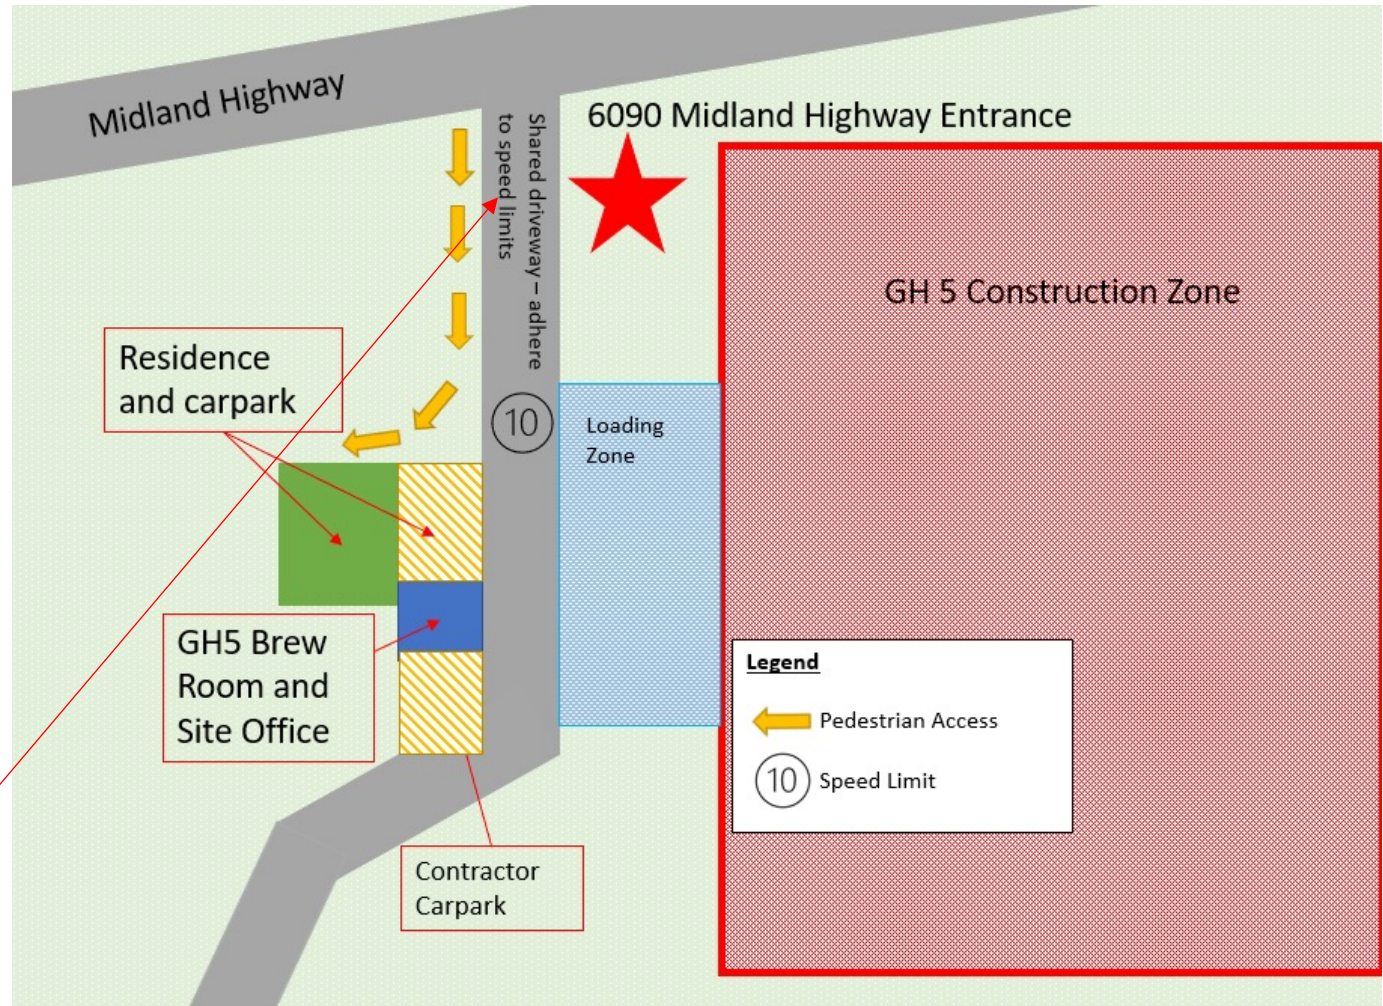 Midland Highway
6090 Midland Highway Entrance
Shared driveway – adhere
to speed limits
GH 5 Construction Zone
Residence
and carpark
10
Loading
Zone
GH5 Brew
Room and
Site Office
Legend
Pedestrian Access
10 Speed Limit
Contractor
Carpark